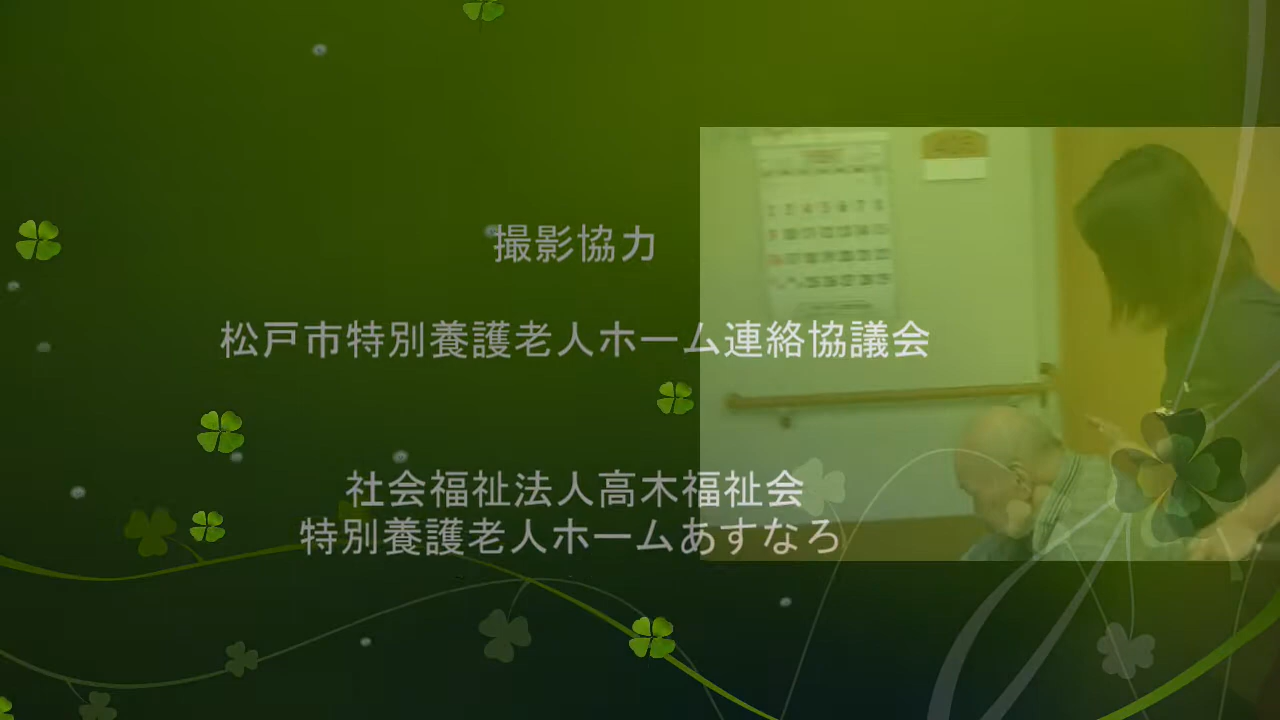 撮影協力
松戸市特別養護老人ホーム連絡協議会
社会福祉法人高木福祉会
特別養護老人ホームあすなろ